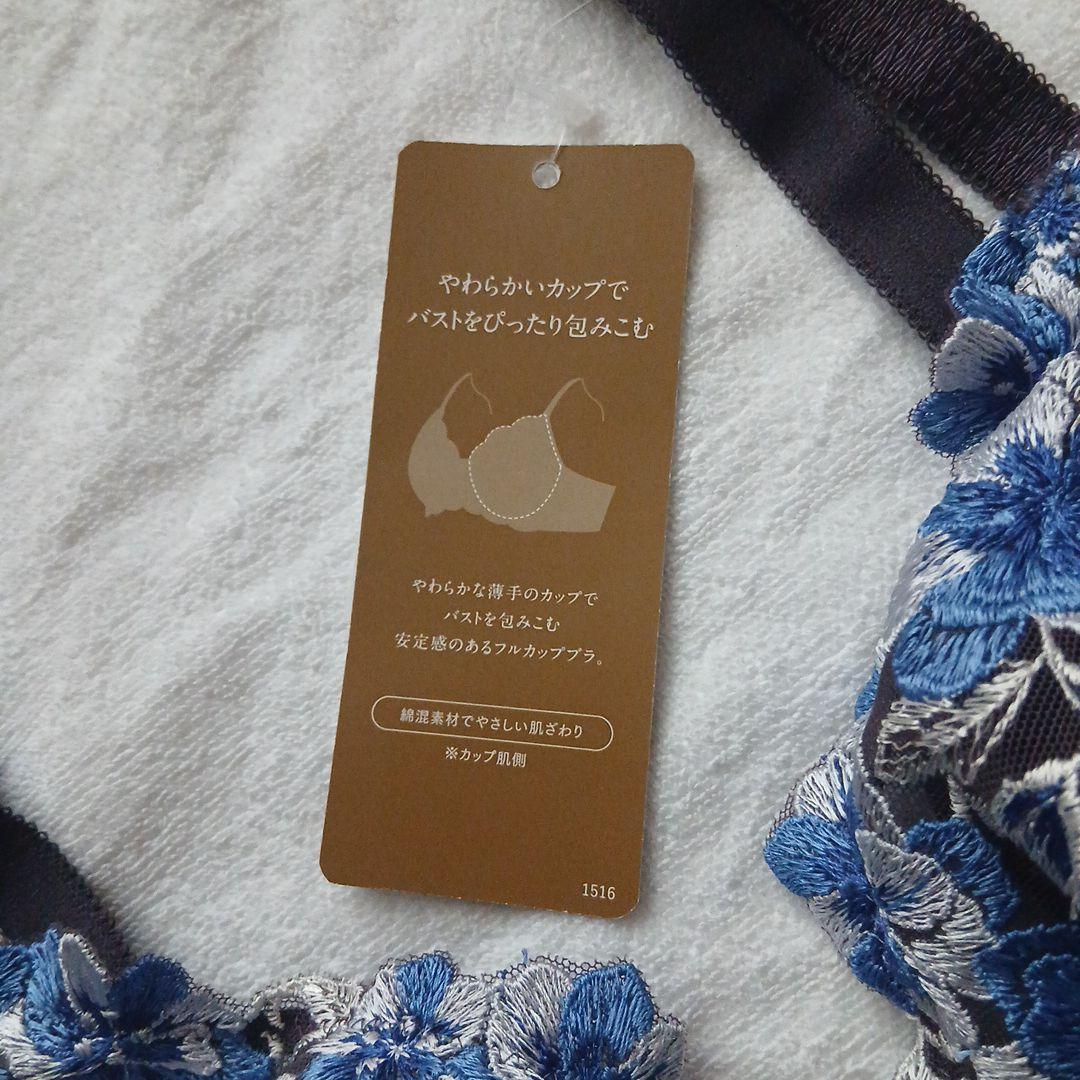 やわらかいカップで
バストをぴったり包みこむ
やわらかな薄手のカップで
バストを包みこむ
安定感のあるフルカップブラ。
綿混素材でやさしい肌ざわり
※カップ肌側
1516